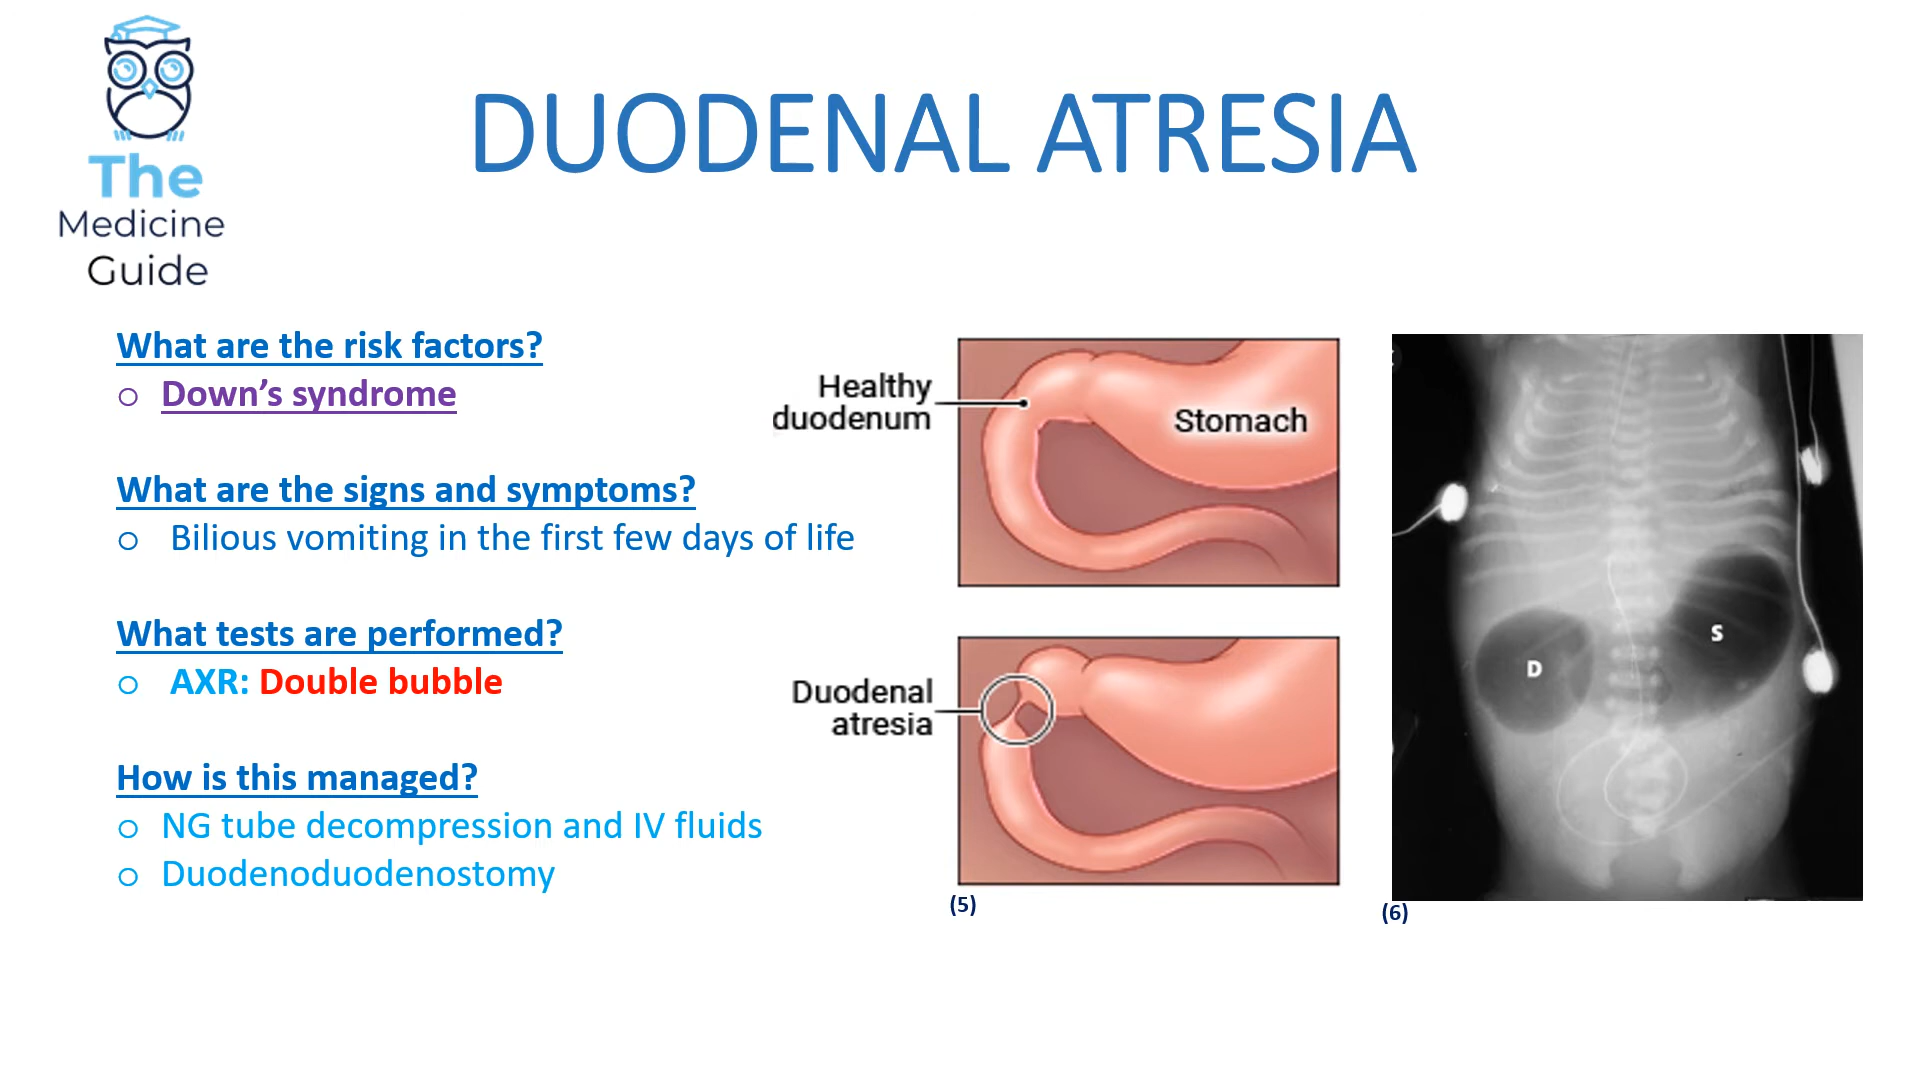 The
Medicine
Guide
DUODENAL ATRESIA
What are the risk factors?
○ Down’s syndrome
What are the signs and symptoms?
○ Bilious vomiting in the first few days of life
What tests are performed?
○ AXR: Double bubble
How is this managed?
○ NG tube decompression and IV fluids
○ Duodenoduodenostomy
Healthy
duodenum
Stomach
Duodenal
atresia
(5)
D
S
(6)